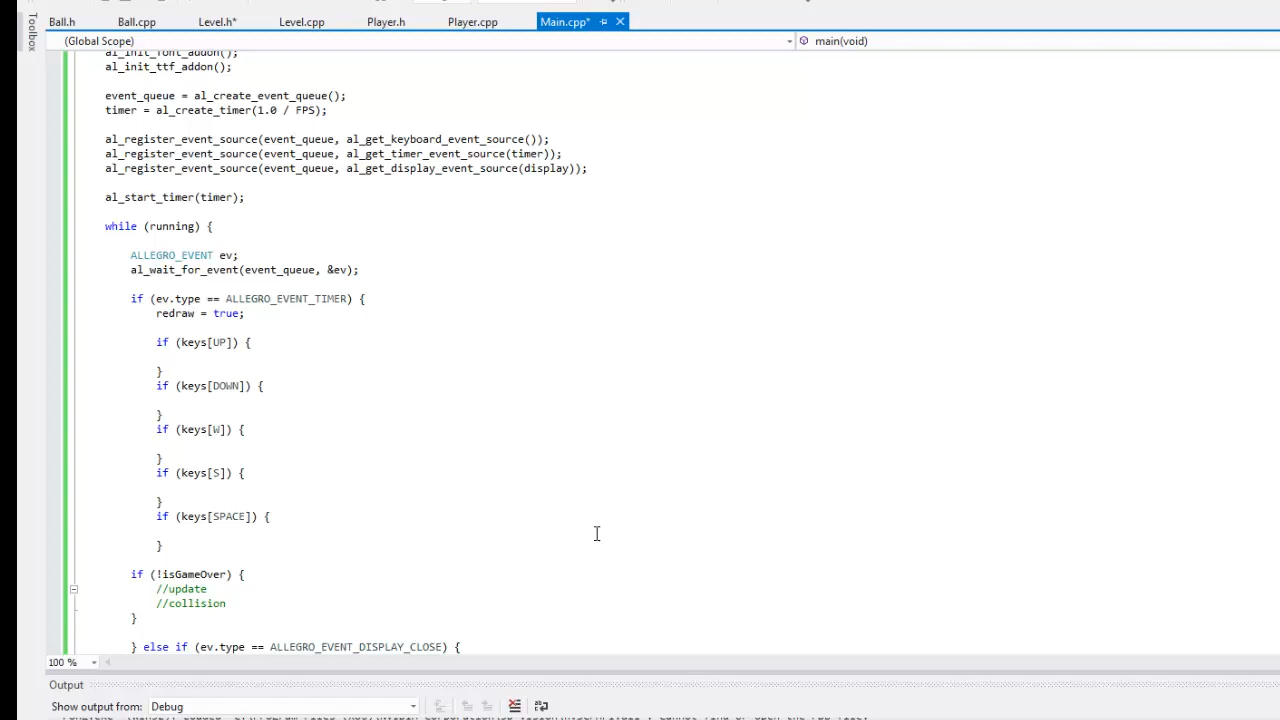 Ball.h Ball.cpp Level.h* Level.cpp Player.h Player.cpp Main.cpp*
Toolbox
(Global Scope) main(void)
al_init_font_addon();
al_init_ttf_addon();
event_queue = al_create_event_queue();
timer = al_create_timer(1.0 / FPS);
al_register_event_source(event_queue, al_get_keyboard_event_source());
al_register_event_source(event_queue, al_get_timer_event_source(timer));
al_register_event_source(event_queue, al_get_display_event_source(display));
al_start_timer(timer);
while (running) {
ALLEGRO_EVENT ev;
al_wait_for_event(event_queue, &ev);
if (ev.type == ALLEGRO_EVENT_TIMER) {
redraw = true;
if (keys[UP]) {
}
if (keys[DOWN]) {
}
if (keys[W]) {
}
if (keys[S]) {
}
if (keys[SPACE]) {
}
if (!isGameOver) {
//update
//collision
}
} else if (ev.type == ALLEGRO_EVENT_DISPLAY_CLOSE) {
100 %
Output
Show output from: Debug